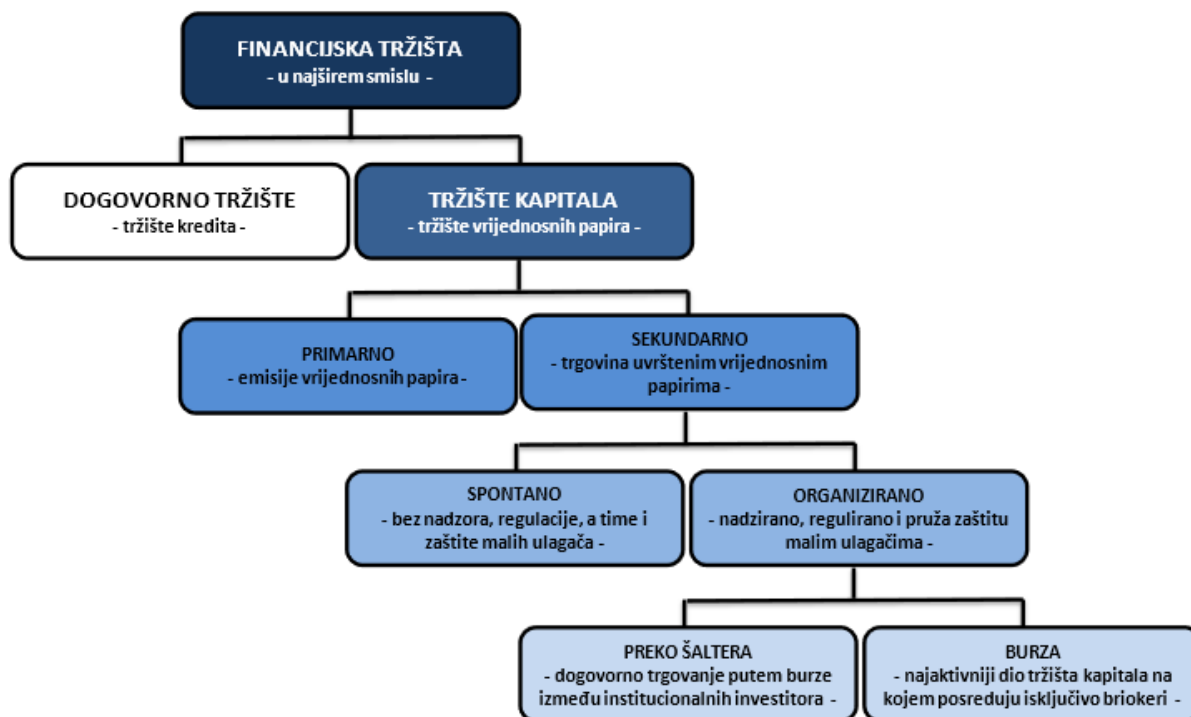 FINANCIJSKA TRŽIŠTA
- u najširem smislu -
DOGOVORNO TRŽIŠTE
- tržište kredita -
TRŽIŠTE KAPITALA
- tržište vrijednosnih papira -
PRIMARNO
- emisije vrijednosnih papira -
SEKUNDARNO
- trgovina uvrštenim vrijednosnim
papirima -
SPONTANO
- bez nadzora, regulacije, a time i
zaštite malih ulagača -
ORGANIZIRANO
- nadzirano, regulirano i pruža zaštitu
malim ulagačima -
PREKO ŠALTERA
- dogovorno trgovanje putem burze
između institucionalnih investitora -
BURZA
- najaktivniji dio tržišta kapitala na
kojem posreduju isključivo briokeri -